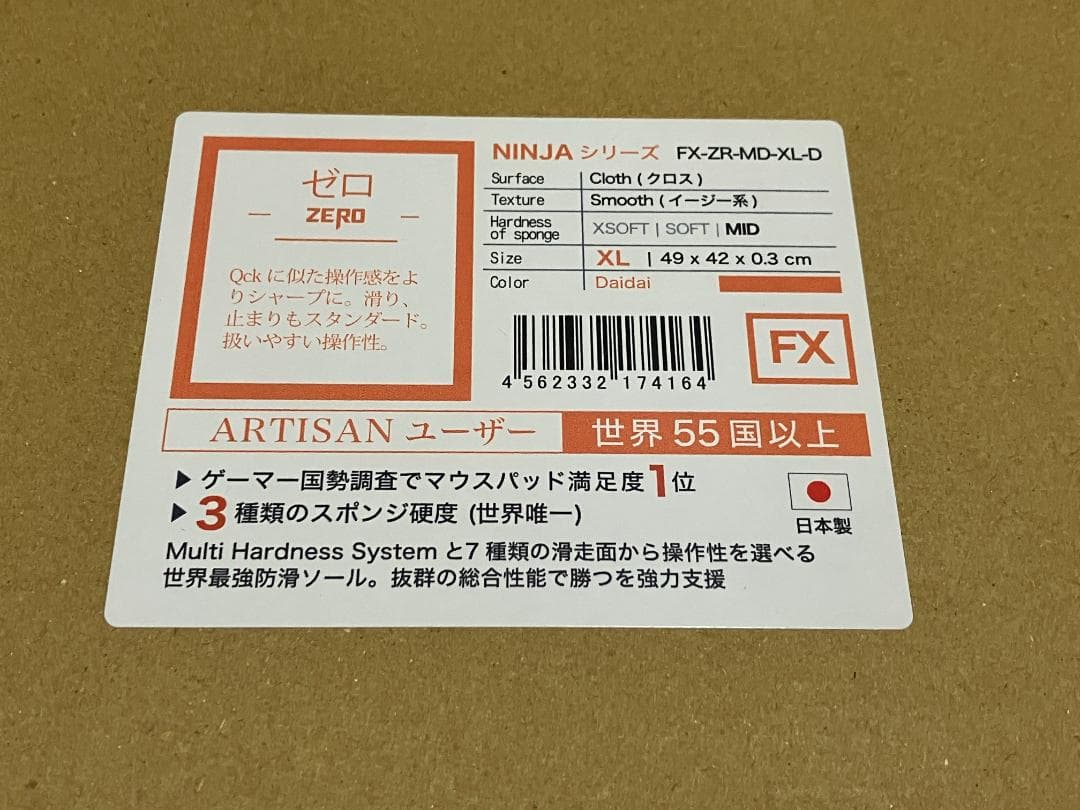 ゼロ
ZERO
Qck に似た操作感をよ
りシャープに。滑り、
止まりもスタンダード。
扱いやすい操作性。
NINJA シリーズ FX-ZR-MD-XL-D
Surface Cloth (クロス)
Texture Smooth (イージー系)
Hardness
of sponge XSOFT | SOFT | MID
Size XL | 49 x 42 x 0.3 cm
Color Daidai
4 562332 174164
FX
ARTISAN ユーザー 世界 55 国以上
▶ ゲーマー国勢調査でマウスパッド満足度1位
▶ 3種類のスポンジ硬度 (世界唯一)
日本製
Multi Hardness System と7 種類の滑走面から操作性を選べる
世界最強防滑ソール。抜群の総合性能で勝つを強力支援